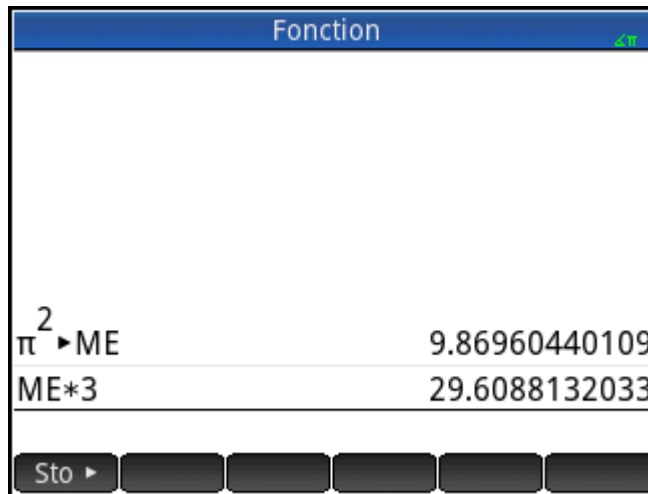 Fonction
∡π
π²▶ME 9.86960440109
ME*3 29.6088132033
Sto ▶